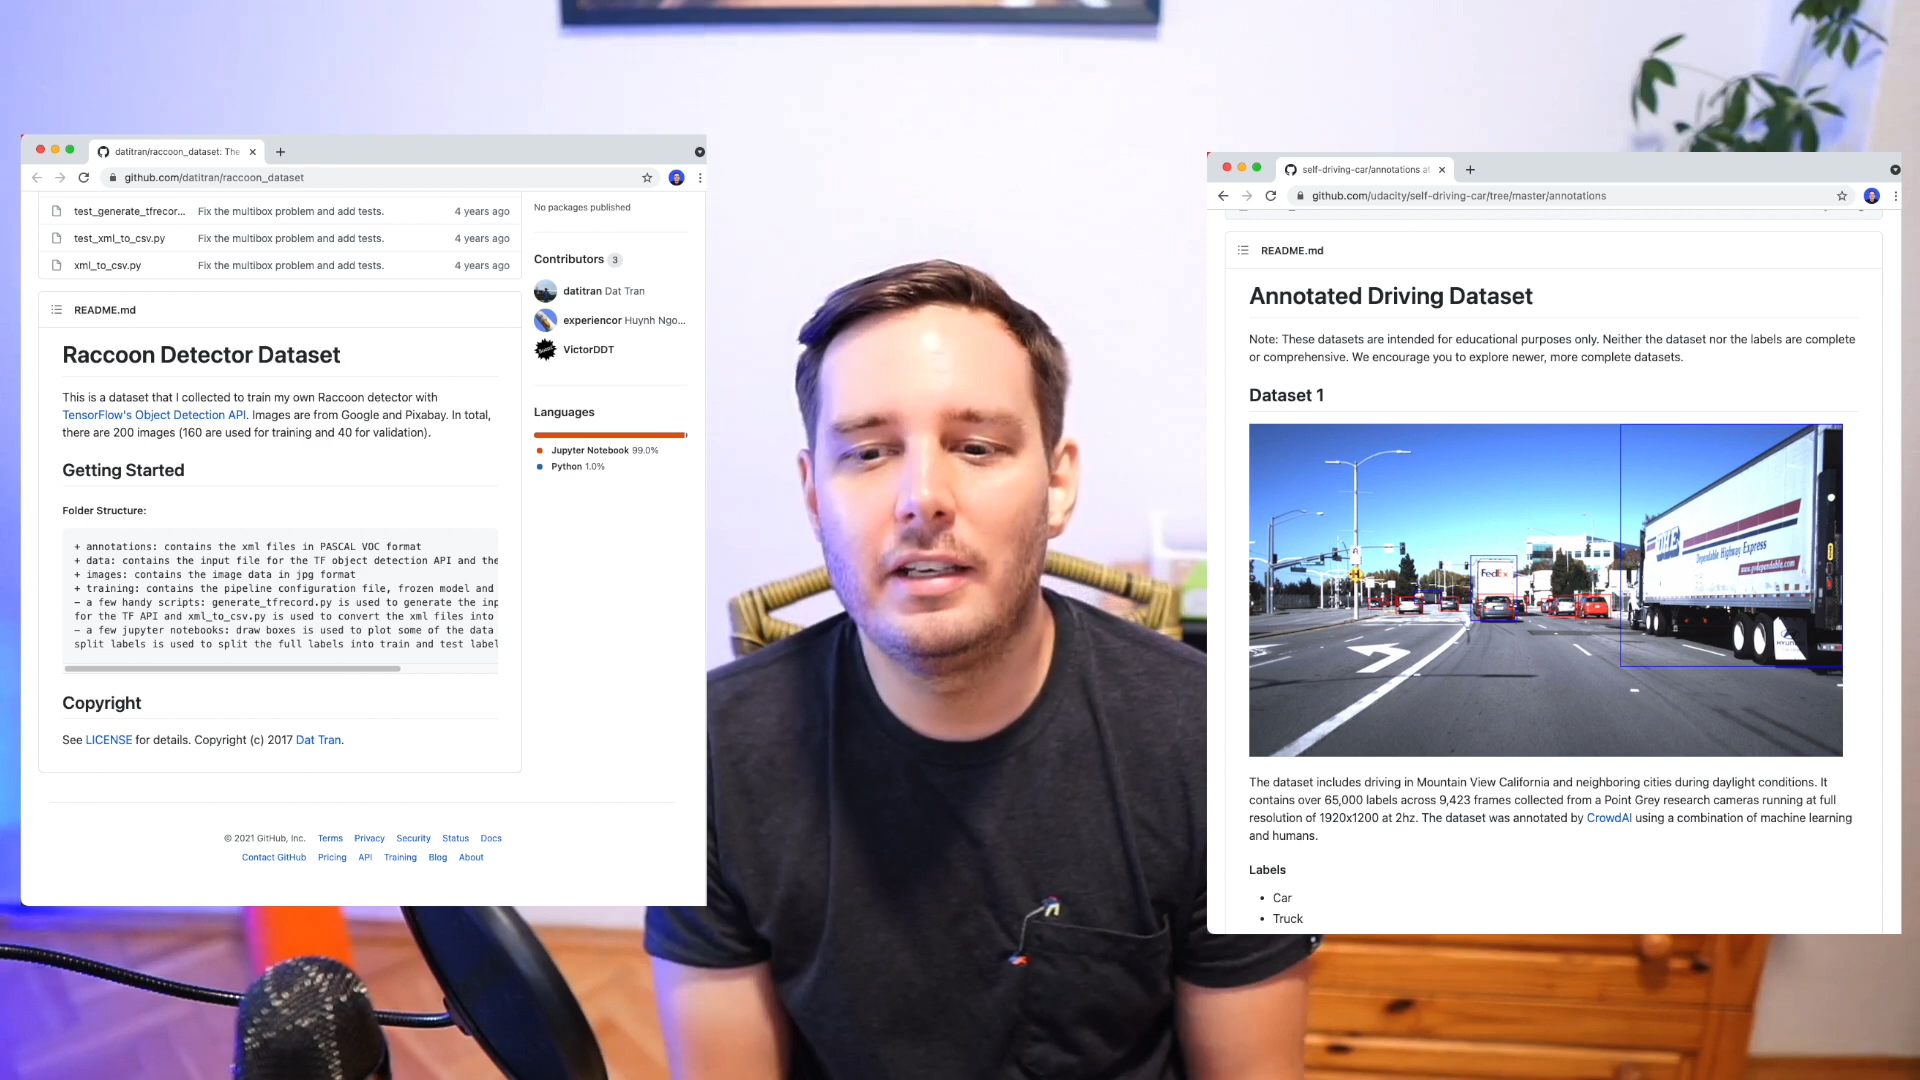 datitran/raccoon_dataset: The
github.com/datitran/raccoon_dataset
test_generate_tfrecor... Fix the multibox problem and add tests. 4 years ago
test_xml_to_csv.py Fix the multibox problem and add tests. 4 years ago
xml_to_csv.py Fix the multibox problem and add tests. 4 years ago
README.md
Raccoon Detector Dataset
This is a dataset that I collected to train my own Raccoon detector with
TensorFlow's Object Detection API. Images are from Google and Pixabay. In total,
there are 200 images (160 are used for training and 40 for validation).
Getting Started
Folder Structure:
+ annotations: contains the xml files in PASCAL VOC format
+ data: contains the input file for the TF object detection API and the
+ images: contains the image data in jpg format
+ training: contains the pipeline configuration file, frozen model and
– a few handy scripts: generate_tfrecord.py is used to generate the inp
for the TF API and xml_to_csv.py is used to convert the xml files into
– a few jupyter notebooks: draw boxes is used to plot some of the data
split labels is used to split the full labels into train and test label
Copyright
See LICENSE for details. Copyright (c) 2017 Dat Tran.
No packages published
Contributors 3
datitran Dat Tran
experiencor Huynh Ngo...
VictorDDT
Languages
Jupyter Notebook 99.0%
Python 1.0%
© 2021 GitHub, Inc. Terms Privacy Security Status Docs
Contact GitHub Pricing API Training Blog About
self-driving-car/annotations at
github.com/udacity/self-driving-car/tree/master/annotations
README.md
Annotated Driving Dataset
Note: These datasets are intended for educational purposes only. Neither the dataset nor the labels are complete
or comprehensive. We encourage you to explore newer, more complete datasets.
Dataset 1
FedEx
DHE
Dependable Highway Express
www.godependable.com
HYUNDAI
The dataset includes driving in Mountain View California and neighboring cities during daylight conditions. It
contains over 65,000 labels across 9,423 frames collected from a Point Grey research cameras running at full
resolution of 1920x1200 at 2hz. The dataset was annotated by CrowdAI using a combination of machine learning
and humans.
Labels
• Car
• Truck